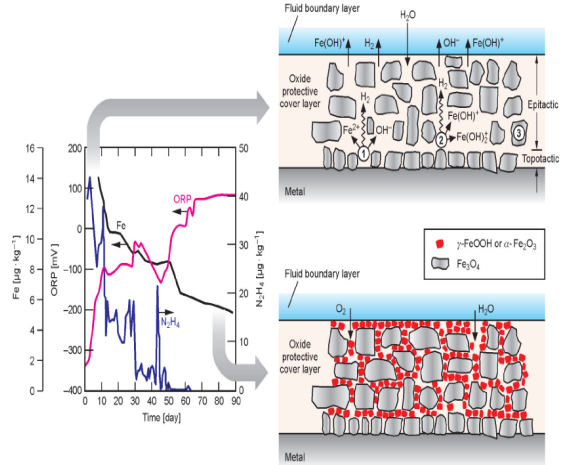 Fluid boundary layer
H₂O
Fe(OH)⁺
H₂
OH⁻
Fe(OH)⁺
Oxide
protective
cover layer
H₂
H₂
Fe(OH)⁺
Fe²⁺
OH⁻
Fe(OH)₂⁺
1
2
3
Epitactic
Topotactic
Metal
γ-FeOOH or α- Fe₂O₃
Fe₃O₄
Fluid boundary layer
O₂
H₂O
Oxide
protective
cover layer
Metal
Fe [µg · kg⁻¹]
16
14
12
10
8
6
4
2
0
ORP [mV]
200
100
0
−100
−200
−300
−400
N₂H₄ [µg · kg⁻¹]
50
40
30
20
10
0
ORP
Fe
N₂H₄
0 10 20 30 40 50 60 70 80 90
Time [day]